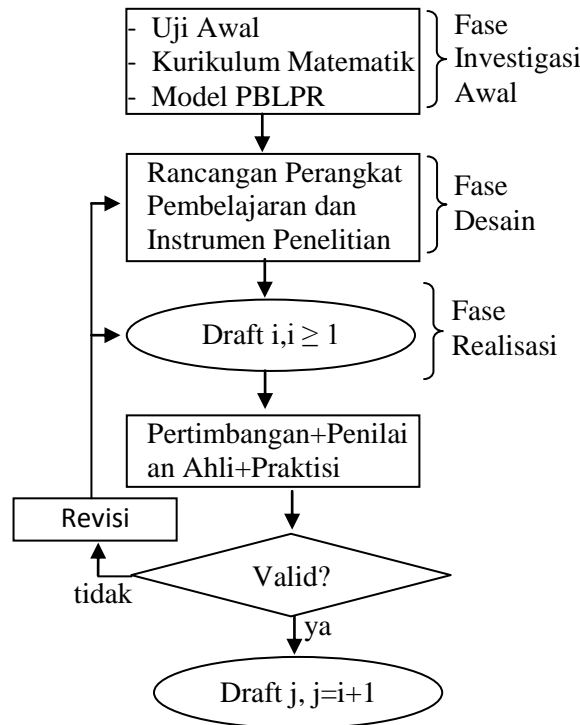 - Uji Awal
- Kurikulum Matematik
- Model PBLPR
Fase
Investigasi
Awal
Rancangan Perangkat
Pembelajaran dan
Instrumen Penelitian
Fase
Desain
Draft i,i ≥ 1
Fase
Realisasi
Pertimbangan+Penilai
an Ahli+Praktisi
Revisi
Valid?
tidak
ya
Draft j, j=i+1